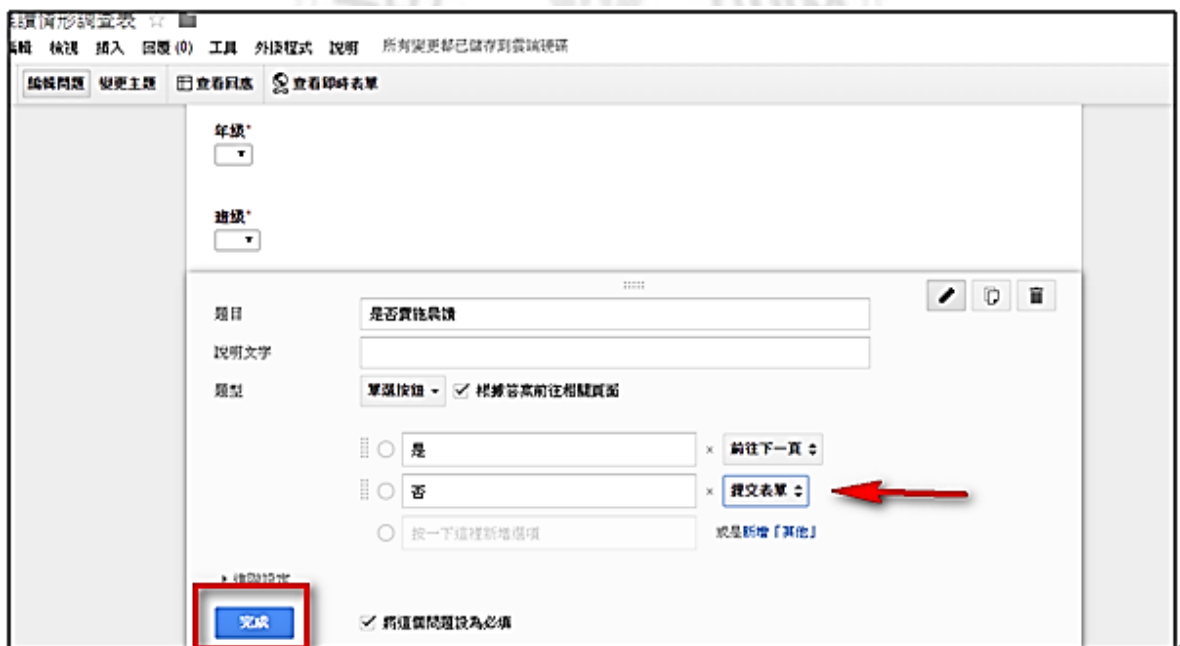 讀情形調查表
編輯 檢視 插入 回覆 (0) 工具 外掛程式 說明 所有變更都已儲存到雲端硬碟
編輯問題 變更主題 查看回應 查看即時表單
年級*
班級*
題目 是否實施晨讀
說明文字
題型 單選按鈕 根據答案前往相關頁面
是 × 前往下一頁
否 × 提交表單
按一下這裡新增選項 或是新增「其他」
進階設定
完成 將這個問題設為必填